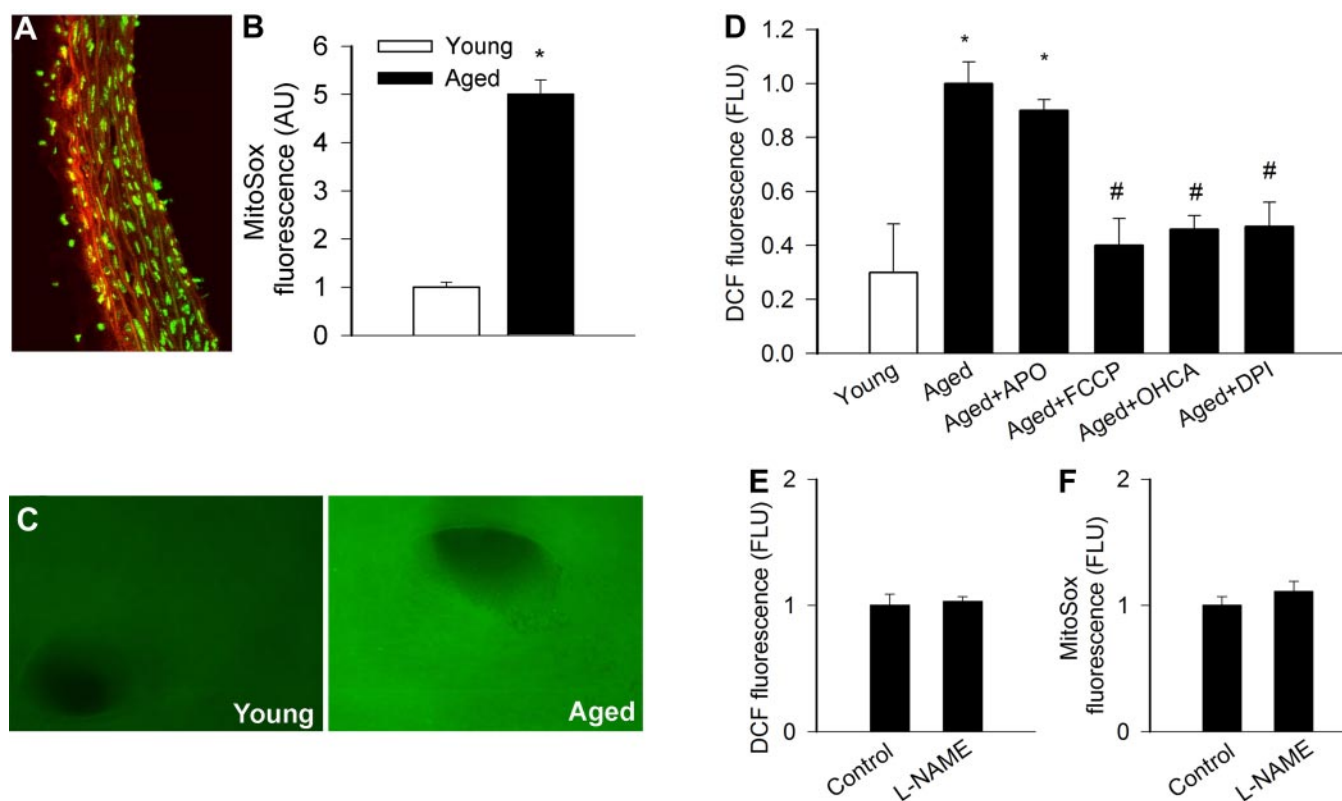 A
B
MitoSox
fluorescence (AU)
6
5
4
3
2
1
0
Young
Aged
*
C
Young
Aged
D
DCF fluorescence (FLU)
1.2
1.0
0.8
0.6
0.4
0.2
0.0
*
*
#
#
#
Young
Aged
Aged+APO
Aged+FCCP
Aged+OHCA
Aged+DPI
E
DCF fluorescence (FLU)
2
1
0
Control
L-NAME
F
MitoSox
fluorescence (FLU)
2
1
0
Control
L-NAME